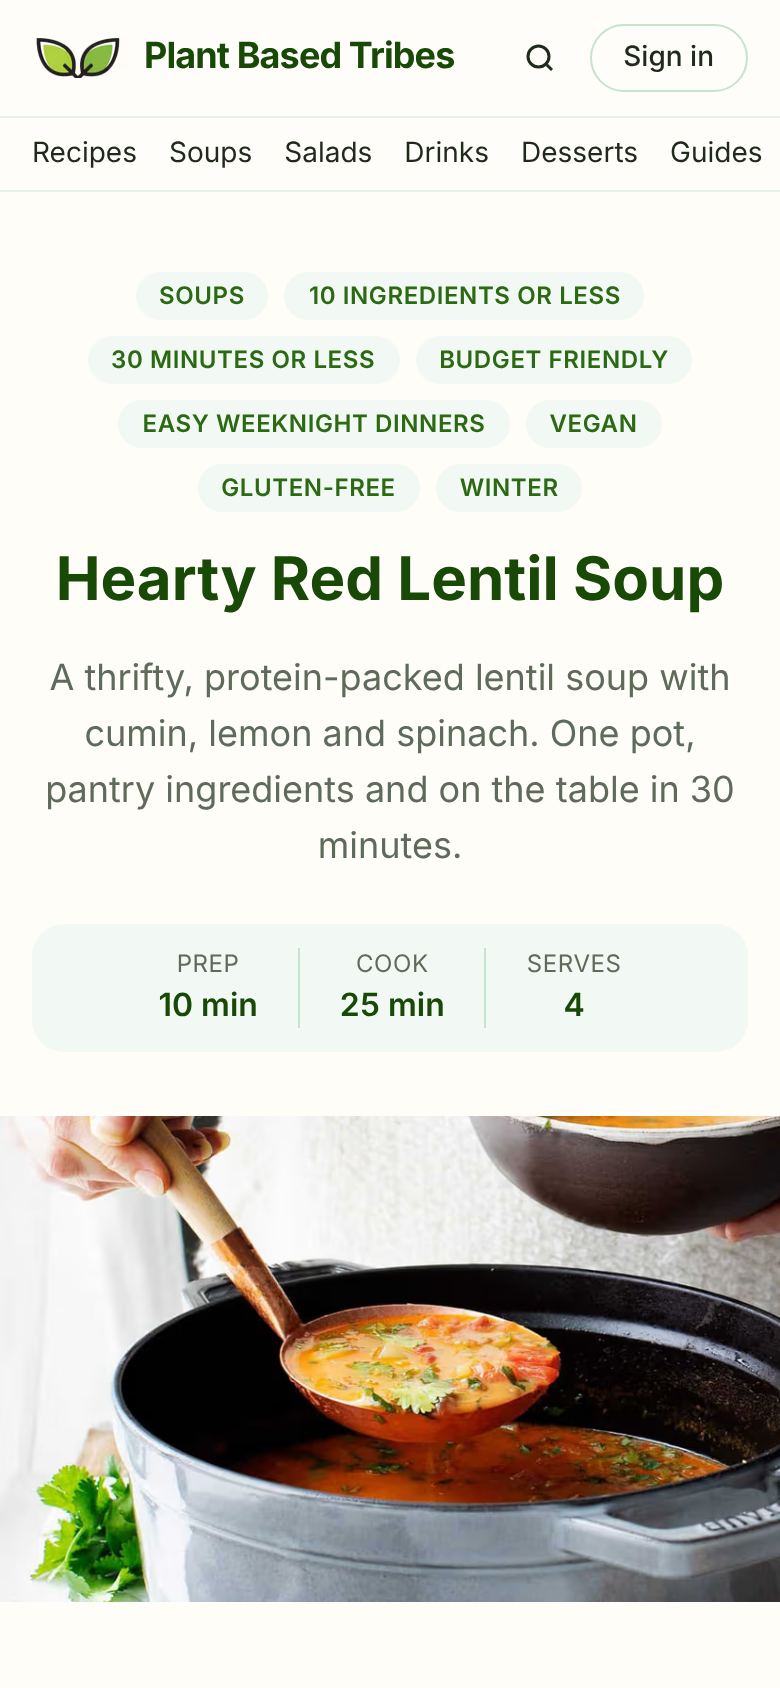 Plant Based Tribes
Sign in
Recipes Soups Salads Drinks Desserts Guides
SOUPS 10 INGREDIENTS OR LESS
30 MINUTES OR LESS BUDGET FRIENDLY
EASY WEEKNIGHT DINNERS VEGAN
GLUTEN-FREE WINTER
Hearty Red Lentil Soup
A thrifty, protein-packed lentil soup with
cumin, lemon and spinach. One pot,
pantry ingredients and on the table in 30
minutes.
PREP COOK SERVES
10 min 25 min 4